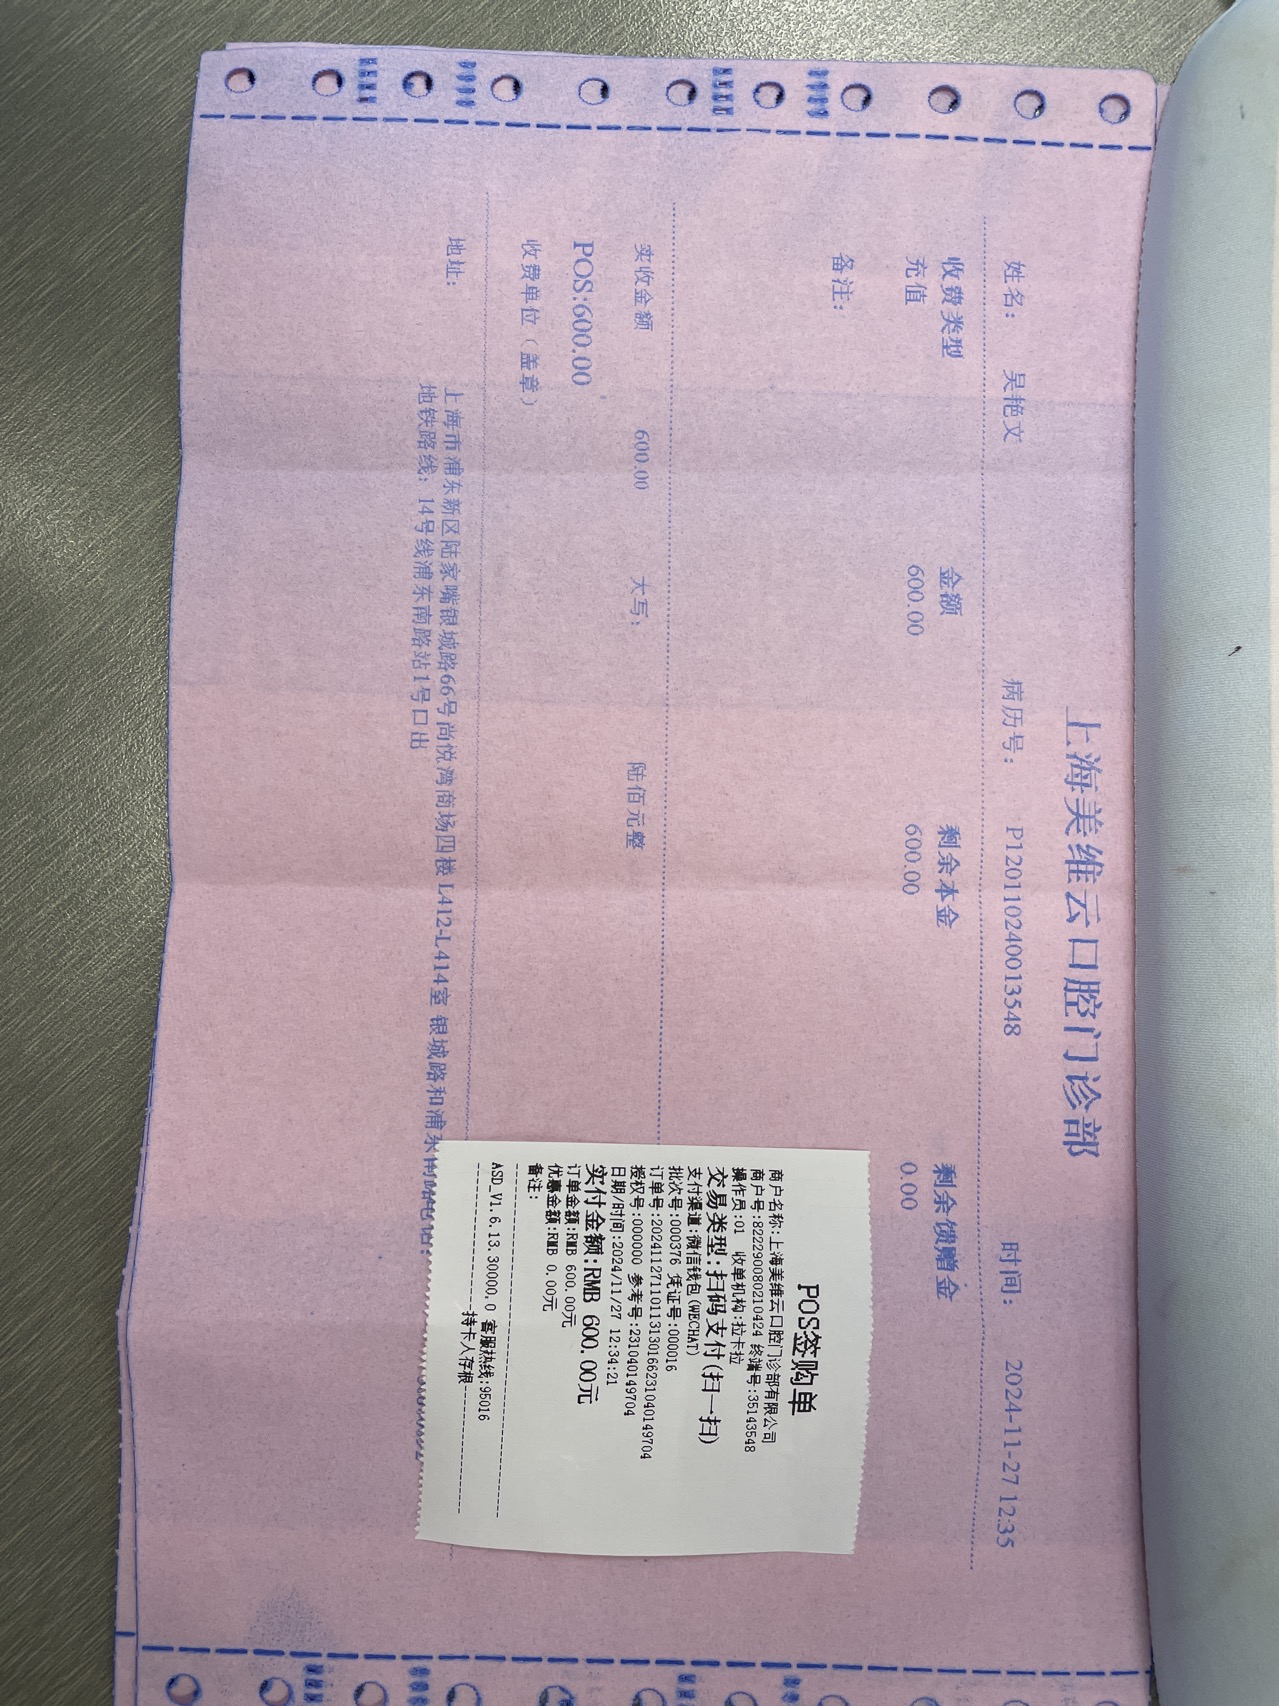 上海美维云口腔门诊部
姓名： 吴艳文 病历号： P1201102400013548 时间： 2024-11-27 12:35
收费类型 金额 剩余本金 剩余馈赠金
充值 600.00 600.00 0.00
备注：
实收金额 600.00 大写： 陆佰元整
POS:600.00
收费单位（盖章）
地址： 上海市浦东新区陆家嘴银城路66号尚悦湾商场四楼 L412-L414室 银城路和浦东南路
地铁路线：14号线浦东南路站1号口出
POS签购单
商户名称:上海美维云口腔门诊部有限公司
商户号:822290080210424 终端号:35143548
操作员:01 收单机构:拉卡拉
交易类型:扫码支付(扫一扫)
支付渠道:微信钱包(WECHAT)
批次号:000376 凭证号:000016
订单号:20241127110113130166231040149704
授权号:000000 参考号:231040149704
日期/时间:2024/11/27 12:34:21
实付金额:RMB 600.00元
订单金额:RMB 600.00元
优惠金额:RMB 0.00元
备注:
ASD_V1.6.13.30000.0 客服热线:95016
持卡人存根